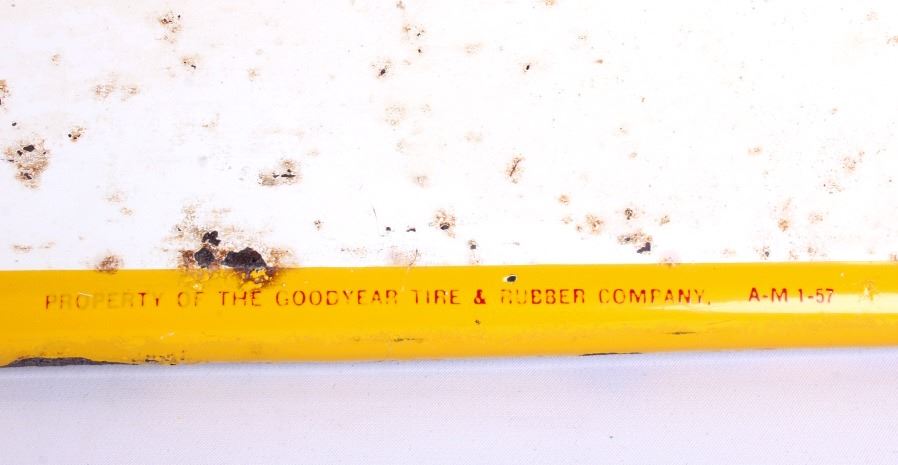 PROPERTY OF THE GOODYEAR TIRE & RUBBER COMPANY, A-M 1-57